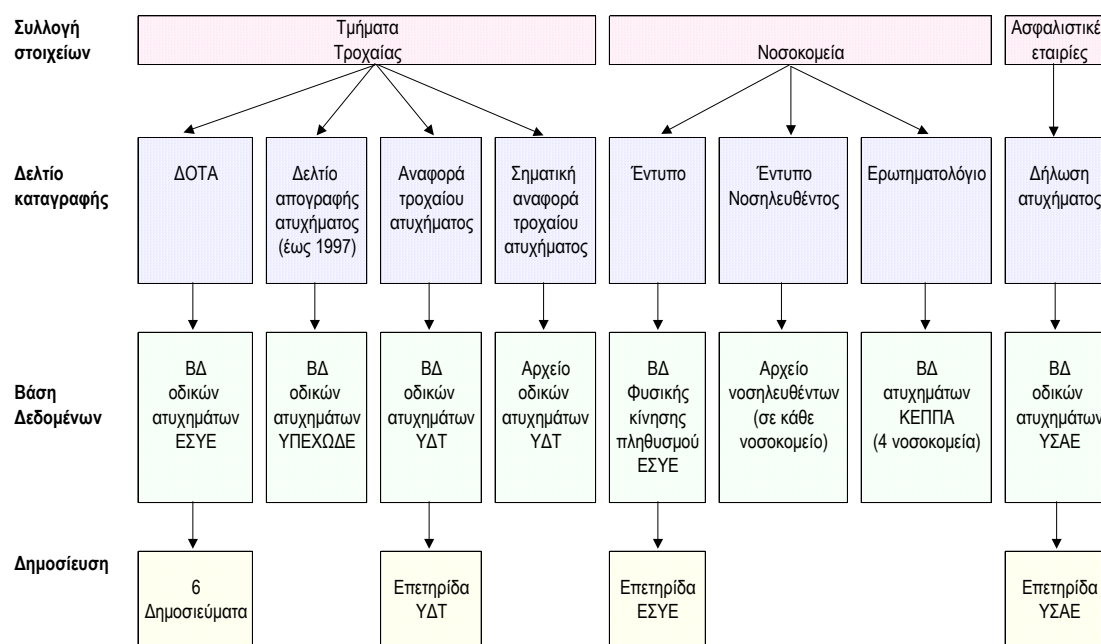 Συλλογή
στοιχείων
Τμήματα
Τροχαίας
Νοσοκομεία
Ασφαλιστικέ
εταιρίες
Δελτίο
καταγραφής
ΔΟΤΑ
Δελτίο
απογραφής
ατυχήματος
(έως 1997)
Αναφορά
τροχαίου
ατυχήματος
Σηματική
αναφορά
τροχαίου
ατυχήματος
Έντυπο
Έντυπο
Νοσηλευθέντος
Ερωτηματολόγιο
Δήλωση
ατυχήματος
Βάση
Δεδομένων
ΒΔ
οδικών
ατυχημάτων
ΕΣΥΕ
ΒΔ
οδικών
ατυχημάτων
ΥΠΕΧΩΔΕ
ΒΔ
οδικών
ατυχημάτων
ΥΔΤ
Αρχείο
οδικών
ατυχημάτων
ΥΔΤ
ΒΔ
Φυσικής
κίνησης
πληθυσμού
ΕΣΥΕ
Αρχείο
νοσηλευθέντων
(σε κάθε
νοσοκομείο)
ΒΔ
ατυχημάτων
ΚΕΠΠΑ
(4 νοσοκομεία)
ΒΔ
οδικών
ατυχημάτων
ΥΣΑΕ
Δημοσίευση
6
Δημοσιεύματα
Επετηρίδα
ΥΔΤ
Επετηρίδα
ΕΣΥΕ
Επετηρίδα
ΥΣΑΕ